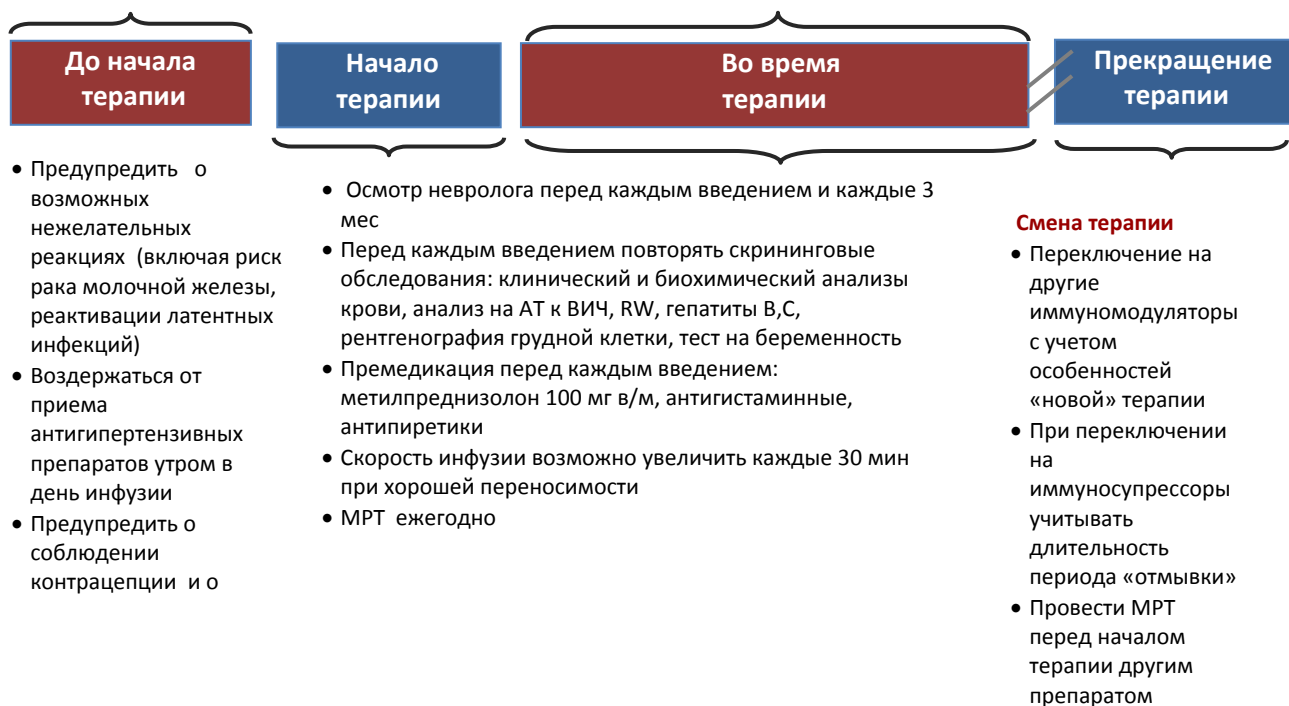 До начала
терапии
Начало
терапии
Во время
терапии
Прекращение
терапии
• Предупредить о
возможных
нежелательных
реакциях (включая риск
рака молочной железы,
реактивации латентных
инфекций)
• Воздержаться от
приема
антигипертензивных
препаратов утром в
день инфузии
• Предупредить о
соблюдении
контрацепции и о
• Осмотр невролога перед каждым введением и каждые 3
мес
• Перед каждым введением повторять скрининговые
обследования: клинический и биохимический анализы
крови, анализ на АТ к ВИЧ, RW, гепатиты В,С,
рентгенография грудной клетки, тест на беременность
• Премедикация перед каждым введением:
метилпреднизолон 100 мг в/м, антигистаминные,
антипиретики
• Скорость инфузии возможно увеличить каждые 30 мин
при хорошей переносимости
• МРТ ежегодно
Смена терапии
• Переключение на
другие
иммуномодуляторы
с учетом
особенностей
«новой» терапии
• При переключении
на
иммуносупрессоры
учитывать
длительность
периода «отмывки»
• Провести МРТ
перед началом
терапии другим
препаратом